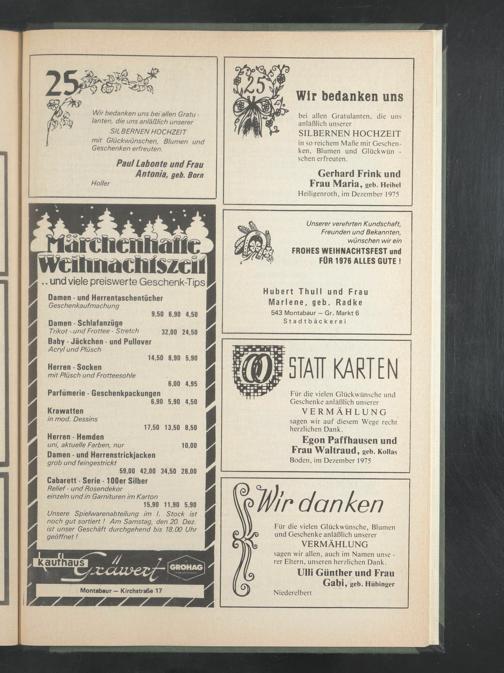 25
Wir bedanken uns bei allen Gratu -
lanten, die uns anläßlich unserer
SILBERNEN HOCHZEIT
mit Glückwünschen, Blumen und
Geschenken erfreuten.
Paul Labonte und Frau
Antonia, geb. Born
Holler
Märchenhafte
Weihnachtszeit
. . und viele preiswerte Geschenk-Tips
Damen - und Herrentaschentücher
Geschenkaufmachung
9.50 6.90 4,50
Damen - Schlafanzüge
Trikot -und Frottee - Stretch 32,00 24,50
Baby - Jäckchen - und Pullover
Acryl und Plüsch
14,50 8,90 5,90
Herren - Socken
mit Plüsch und Frotteesohle
6.00 4,95
Parfümerie - Geschenkpackungen
6,90 5,90 4,50
Krawatten
in mod. Dessins
17,50 13,50 8,50
Herren - Hemden
uni, aktuelle Farben, nur 10,00
Damen - und Herrenstrickjacken
grob und feingestrickt
59,00 42,00 34,50 28,00
Cabarett - Serie - 100er Silber
Relief - und Rosendekor
einzeln und in Garnituren im Karton
15,90 11,90 5,90
Unsere Spielwarenabteilung im I. Stock ist
noch gut sortiert ! Am Samstag, den 20. Dez.
ist unser Geschäft durchgehend bis 18.00 Uhr
geöffnet !
kaufhaus
Gräwert
GROHAG
Montabaur — Kirchstraße 17
25
Wir bedanken uns
bei allen Gratulanten, die uns
anläßlich unserer
SILBERNEN HOCHZEIT
in so reichem Maße mit Geschen-
ken, Blumen und Glückwün -
schen erfreuten.
Gerhard Frink und
Frau Maria, geb. Heibel
Heiligenroth, im Dezember 1975
Unserer verehrten Kundschaft,
Freunden und Bekannten,
wünschen wir ein
FROHES WEIHNACHTSFEST und
FÜR 1976 ALLES GUTE !
Hubert Thull und Frau
Marlene, geb. Radke
543 Montabaur — Gr. Markt 6
Stadtbäckerei
STATT KARTEN
Für die vielen Glückwünsche und
Geschenke anläßlich unserer
VERMÄHLUNG
sagen wir auf diesem Wege recht
herzlichen Dank.
Egon Paffhausen und
Frau Waltraud, geb. Kollas
Boden, im Dezember 1975
Wir danken
Für die vielen Glückwünsche, Blumen
und Geschenke anläßlich unserer
VERMÄHLUNG
sagen wir allen, auch im Namen unse -
rer Eltern, unseren herzlichen Dank.
Ulli Günther und Frau
Gabi, geb. Hübinger
Niederelbert